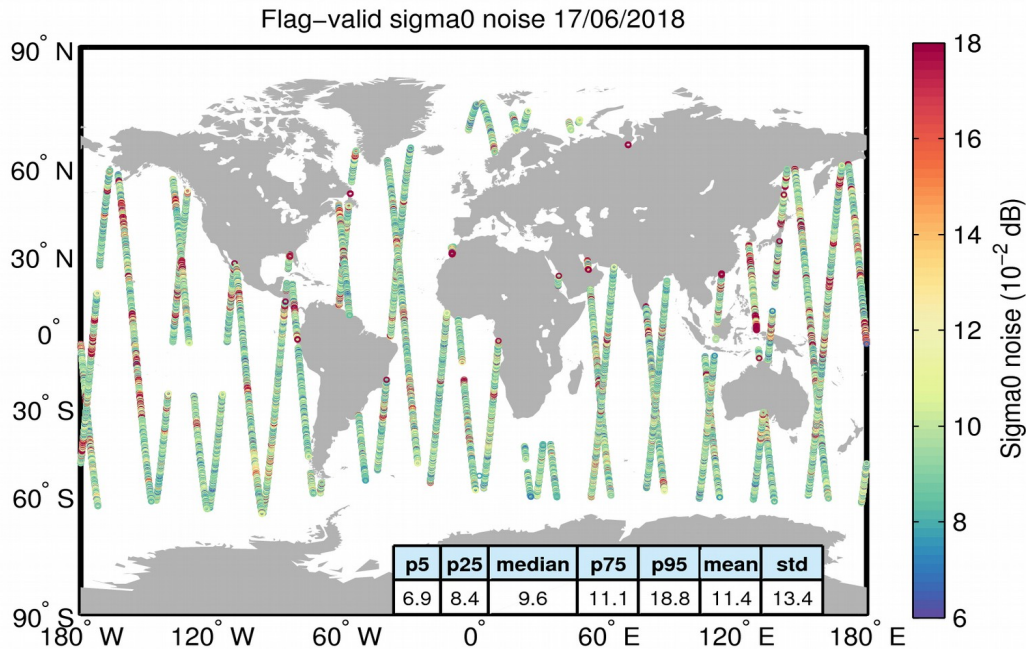 Flag−valid sigma0 noise 17/06/2018
90° N
60° N
30° N
0°
30° S
60° S
90° S
180° W
120° W
60° W
0°
60° E
120° E
180° E
p5 p25 median p75 p95 mean std
6.9 8.4 9.6 11.1 18.8 11.4 13.4
18
16
14
12
10
8
6
Sigma0 noise (10⁻² dB)